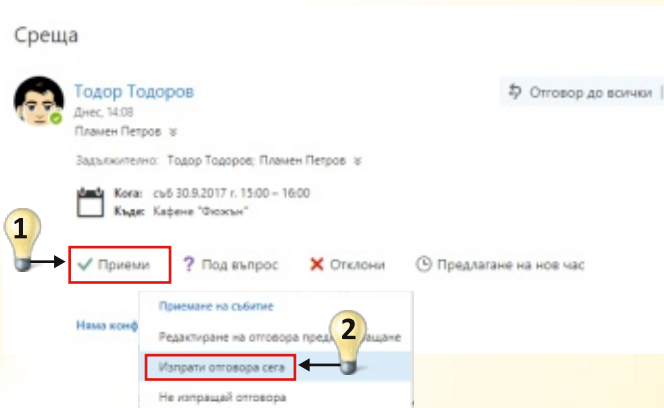 Среща
Тодор Тодоров
Отговор до всички
Днес, 14:08
Пламен Петров
Задължително: Тодор Тодоров; Пламен Петров
Кога: съб 30.9.2017 г. 15:00 – 16:00
Къде: Кафене "Фюжън"
1
Приеми ? Под въпрос Отклони Предлагане на нов час
Приемане на събитие
Няма
Редактиране на отговора 2
Изпрати отговора сега
Не изпращай отговора